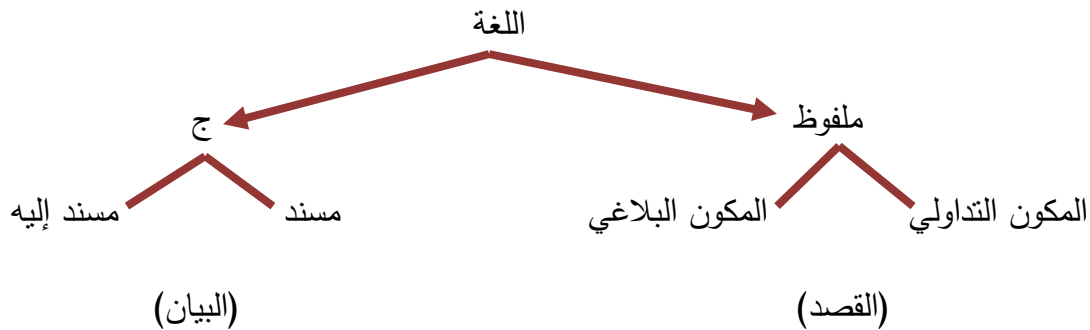 اللغة
ملفوظ ج
المكون التداولي المكون البلاغي مسند مسند إليه
(القصد) (البيان)